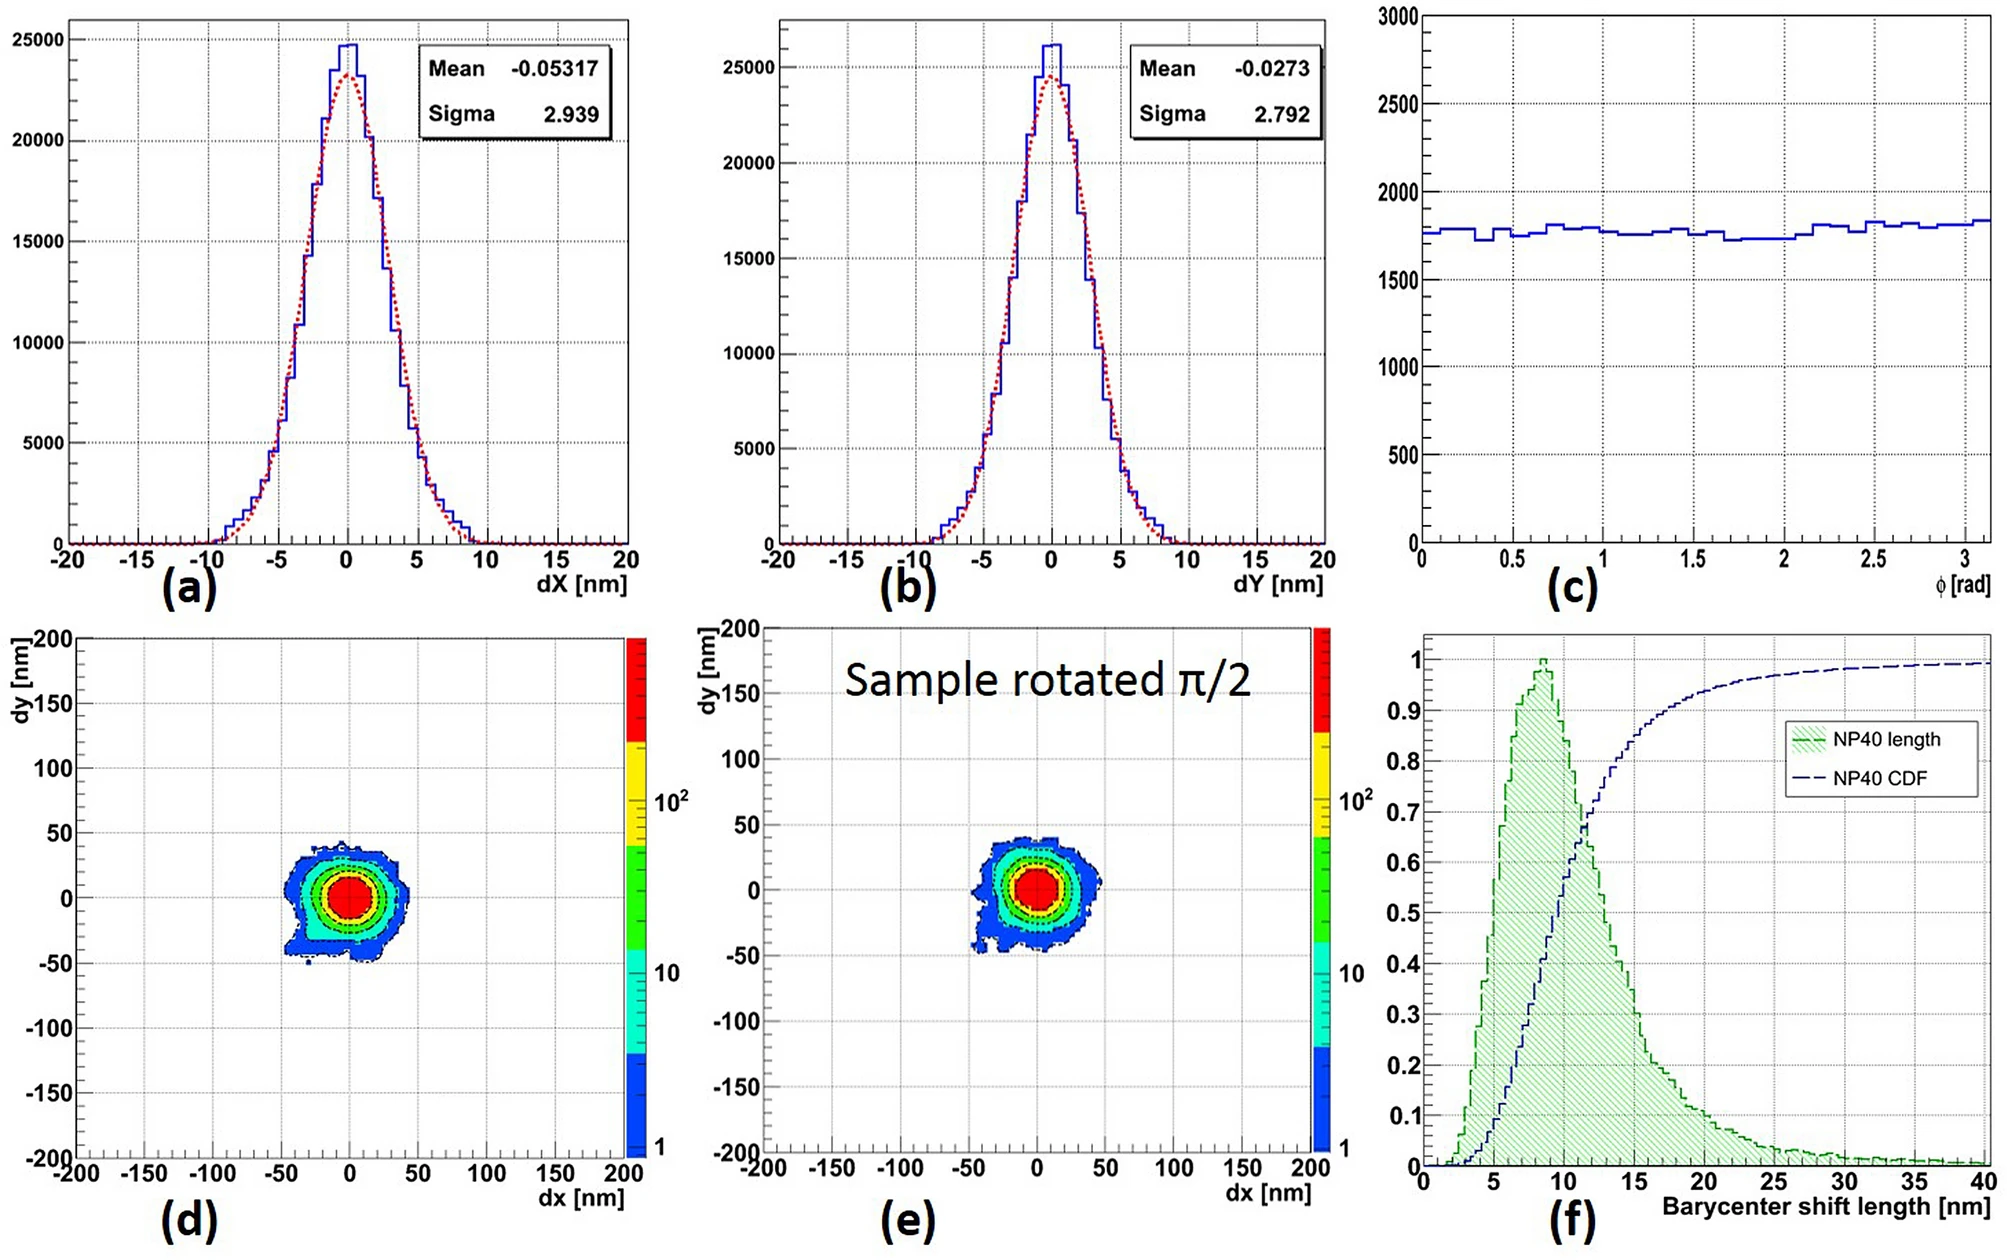 25000
20000
15000
10000
5000
0
-20 -15 -10 -5 0 5 10 15 20
dX [nm]
Mean -0.05317
Sigma 2.939
(a)
25000
20000
15000
10000
5000
0
-20 -15 -10 -5 0 5 10 15 20
dY [nm]
Mean -0.0273
Sigma 2.792
(b)
3000
2500
2000
1500
1000
500
0
0 0.5 1 1.5 2 2.5 3
ϕ [rad]
(c)
dy [nm]
200
150
100
50
0
-50
-100
-150
-200
-200 -150 -100 -50 0 50 100 150 200
dx [nm]
10²
10
1
(d)
dy [nm]
200
150
100
50
0
-50
-100
-150
-200
-200 -150 -100 -50 0 50 100 150 200
dx [nm]
Sample rotated π/2
10²
10
1
(e)
1
0.9
0.8
0.7
0.6
0.5
0.4
0.3
0.2
0.1
0
0 5 10 15 20 25 30 35 40
Barycenter shift length [nm]
NP40 length
NP40 CDF
(f)